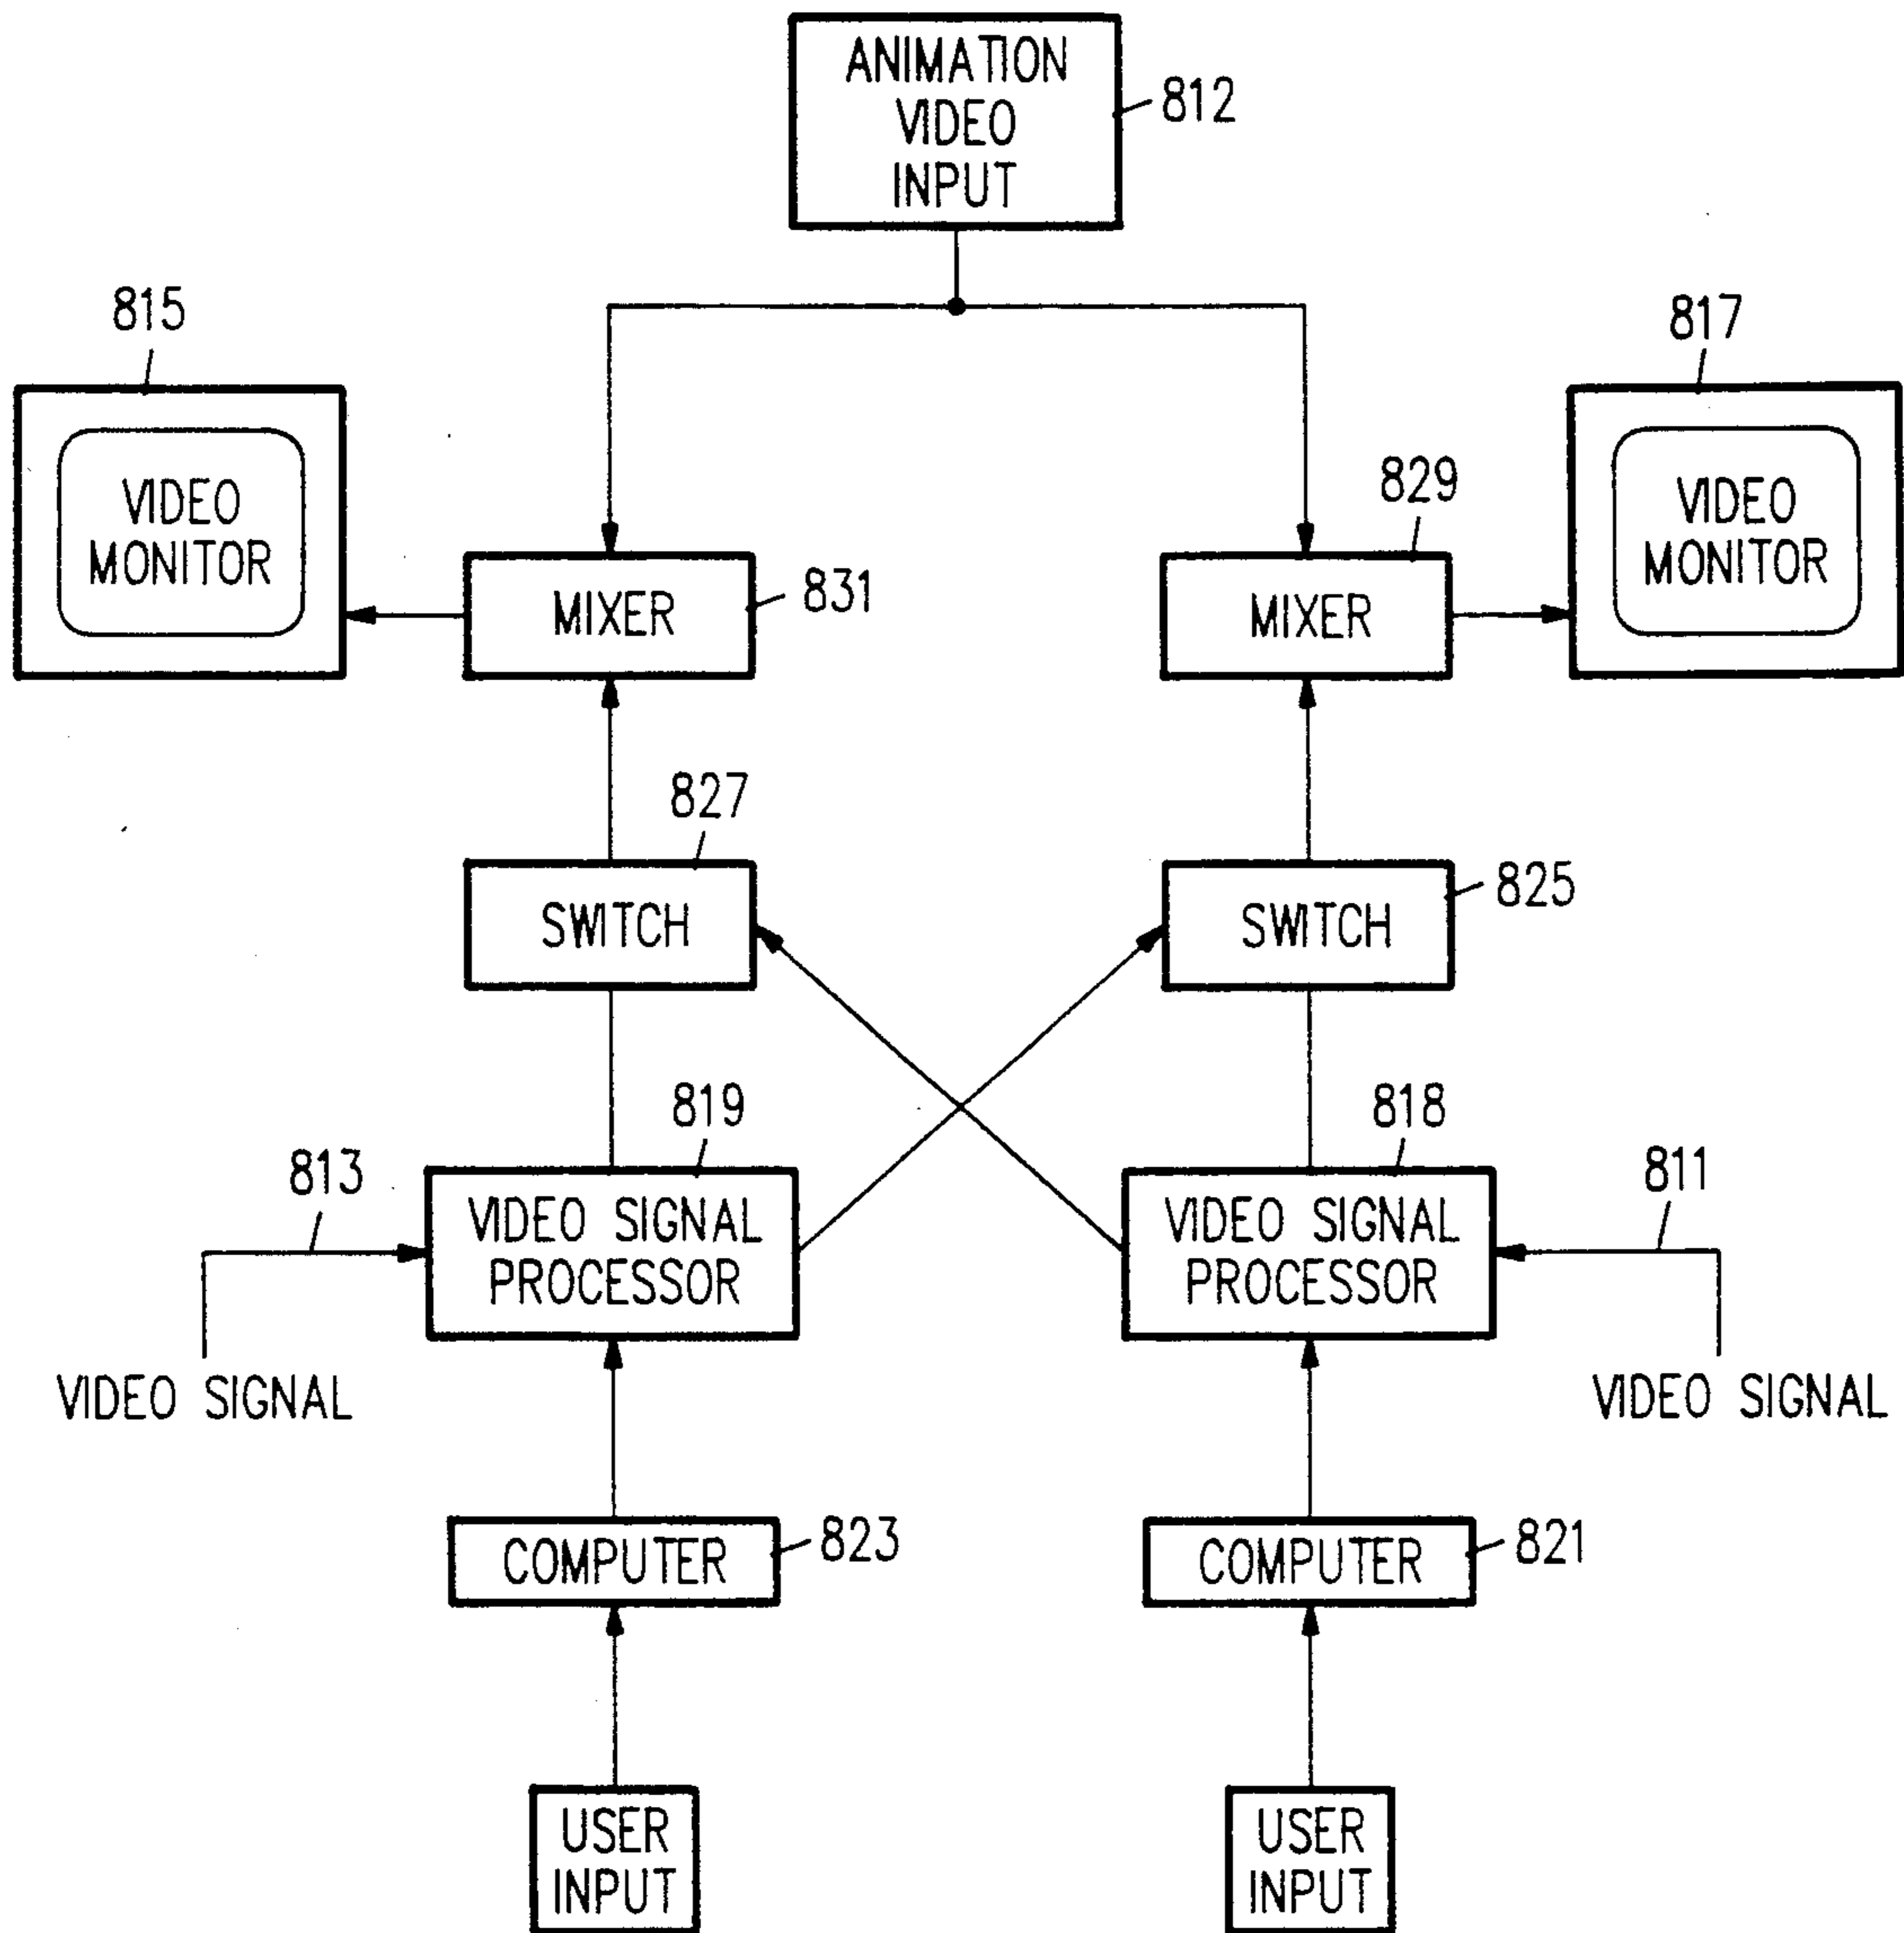 ANIMATION
VIDEO
INPUT
812
815
817
VIDEO
MONITOR
829
VIDEO
MONITOR
MIXER
831
MIXER
827
SWITCH
825
SWITCH
819
818
813
811
VIDEO SIGNAL
PROCESSOR
VIDEO SIGNAL
PROCESSOR
VIDEO SIGNAL
VIDEO SIGNAL
COMPUTER
823
COMPUTER
821
USER
INPUT
USER
INPUT